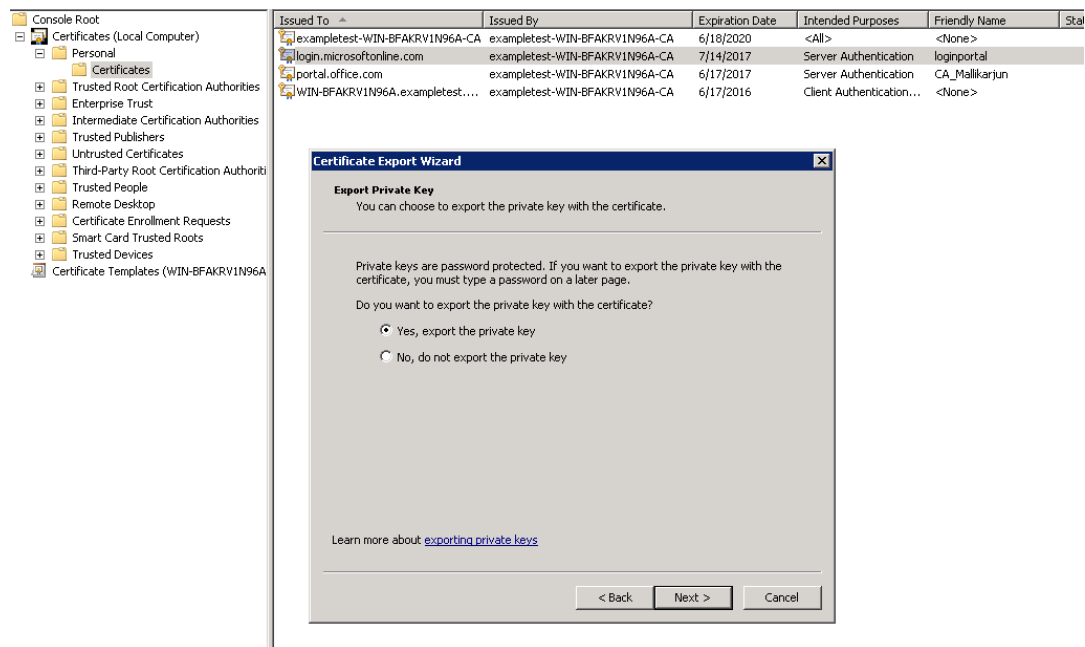 Console Root
Certificates (Local Computer)
Personal
Certificates
Trusted Root Certification Authorities
Enterprise Trust
Intermediate Certification Authorities
Trusted Publishers
Untrusted Certificates
Third-Party Root Certification Authoriti
Trusted People
Remote Desktop
Certificate Enrollment Requests
Smart Card Trusted Roots
Trusted Devices
Certificate Templates (WIN-BFAKRV1N96A
Issued To Issued By Expiration Date Intended Purposes Friendly Name Stat
exampletest-WIN-BFAKRV1N96A-CA exampletest-WIN-BFAKRV1N96A-CA 6/18/2020 <All> <None>
login.microsoftonline.com exampletest-WIN-BFAKRV1N96A-CA 7/14/2017 Server Authentication loginportal
portal.office.com exampletest-WIN-BFAKRV1N96A-CA 6/17/2017 Server Authentication CA_Mallikarjun
WIN-BFAKRV1N96A.exampletest.... exampletest-WIN-BFAKRV1N96A-CA 6/17/2016 Client Authentication... <None>
Certificate Export Wizard
Export Private Key
You can choose to export the private key with the certificate.
Private keys are password protected. If you want to export the private key with the
certificate, you must type a password on a later page.
Do you want to export the private key with the certificate?
Yes, export the private key
No, do not export the private key
Learn more about exporting private keys
< Back Next > Cancel